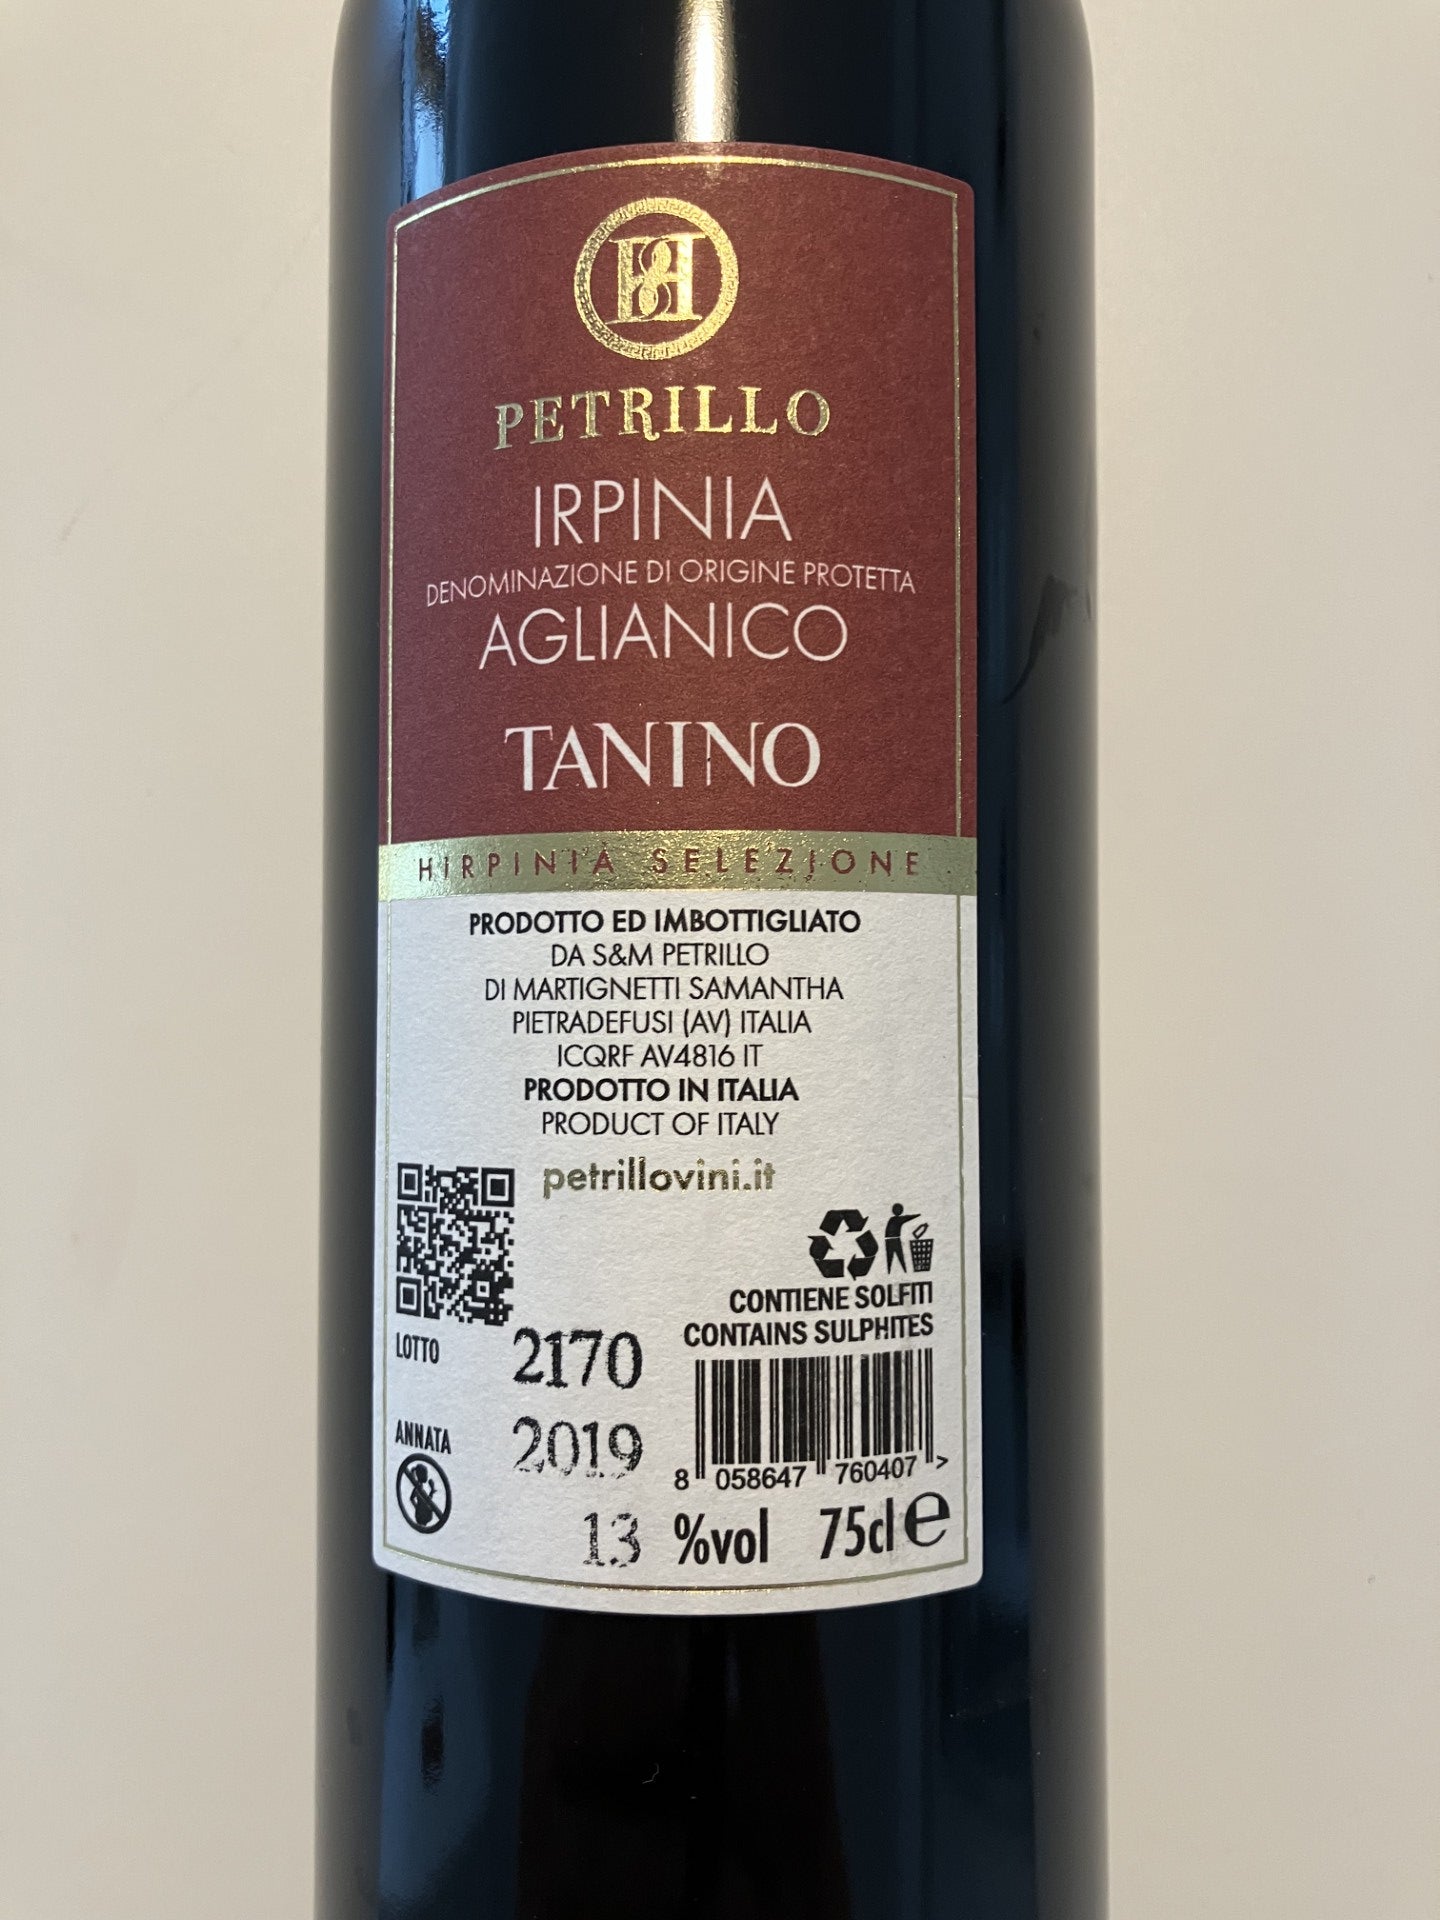 PETRILLO
IRPINIA
DENOMINAZIONE DI ORIGINE PROTETTA
AGLIANICO
TANINO
HIRPINIA SELEZIONE
PRODOTTO ED IMBOTTIGLIATO
DA S&M PETRILLO
DI MARTIGNETTI SAMANTHA
PIETRADEFUSI (AV) ITALIA
ICQRF AV4816 IT
PRODOTTO IN ITALIA
PRODUCT OF ITALY
petrillovini.it
CONTIENE SOLFITI
CONTAINS SULPHITES
LOTTO 2170
ANNATA 2019
8 058647 760407 >
13 %vol 75cl e